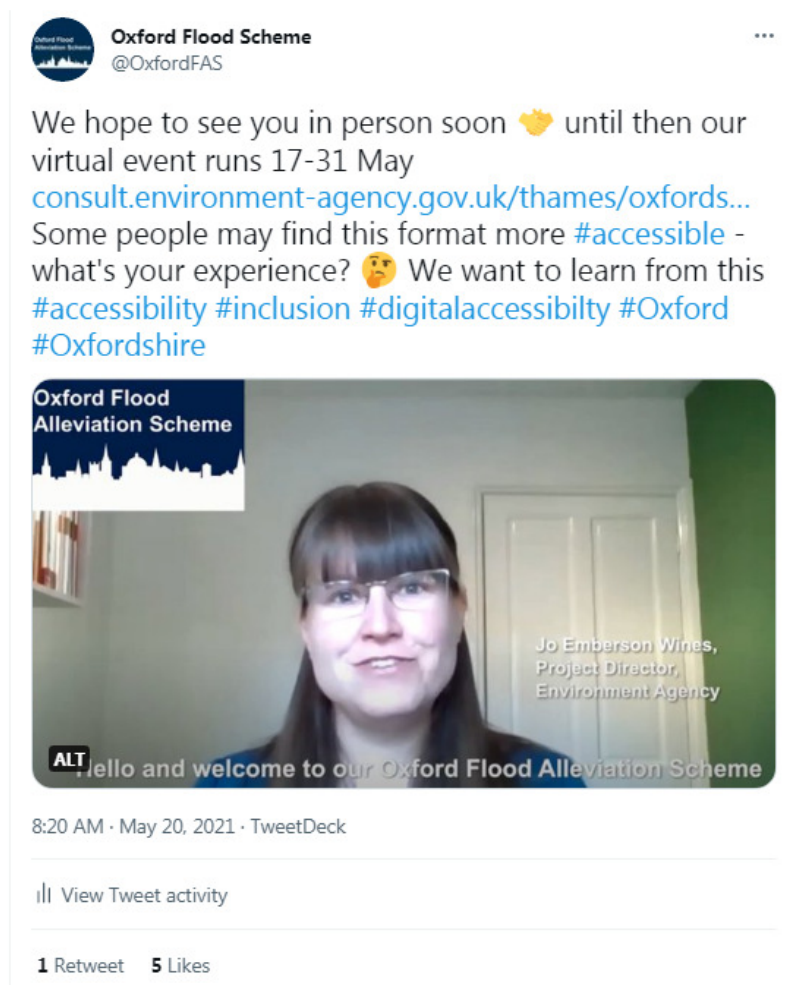 Oxford Flood
Alleviation Scheme
Oxford Flood Scheme
@OxfordFAS
We hope to see you in person soon 🤝 until then our
virtual event runs 17-31 May
consult.environment-agency.gov.uk/thames/oxfords...
Some people may find this format more #accessible -
what's your experience? 🤔 We want to learn from this
#accessibility #inclusion #digitalaccessibilty #Oxford
#Oxfordshire
Oxford Flood
Alleviation Scheme
Jo Emberson Wines,
Project Director,
Environment Agency
ALT
Hello and welcome to our Oxford Flood Alleviation Scheme
8:20 AM · May 20, 2021 · TweetDeck
View Tweet activity
1 Retweet 5 Likes